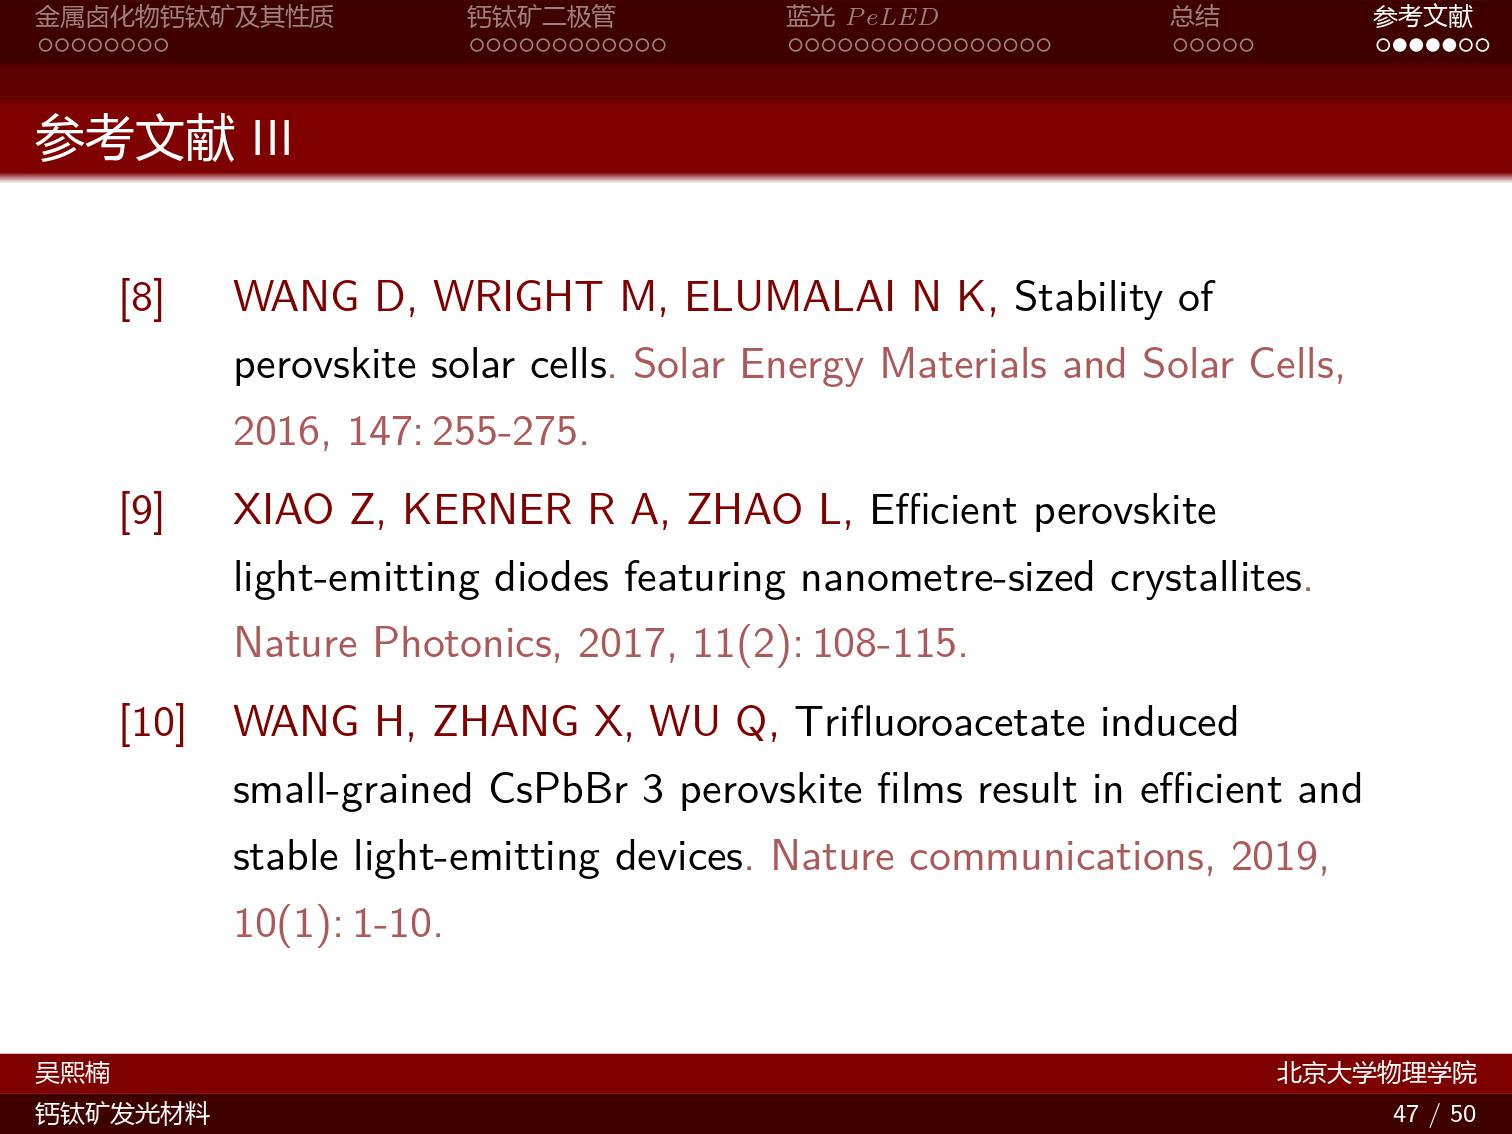 金属卤化物钙钛矿及其性质 钙钛矿二极管 蓝光 PeLED 总结 参考文献
参考文献 III
[8] WANG D, WRIGHT M, ELUMALAI N K, Stability of
perovskite solar cells. Solar Energy Materials and Solar Cells,
2016, 147: 255-275.
[9] XIAO Z, KERNER R A, ZHAO L, Efficient perovskite
light-emitting diodes featuring nanometre-sized crystallites.
Nature Photonics, 2017, 11(2): 108-115.
[10] WANG H, ZHANG X, WU Q, Trifluoroacetate induced
small-grained CsPbBr 3 perovskite films result in efficient and
stable light-emitting devices. Nature communications, 2019,
10(1): 1-10.
吴熙楠 北京大学物理学院
钙钛矿发光材料 47 / 50